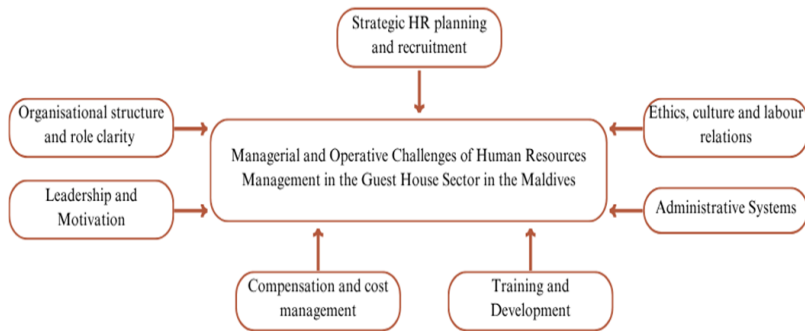 Strategic HR planning
and recruitment
Organisational structure
and role clarity
Ethics, culture and labour
relations
Managerial and Operative Challenges of Human Resources
Management in the Guest House Sector in the Maldives
Leadership and
Motivation
Administrative Systems
Compensation and cost
management
Training and
Development